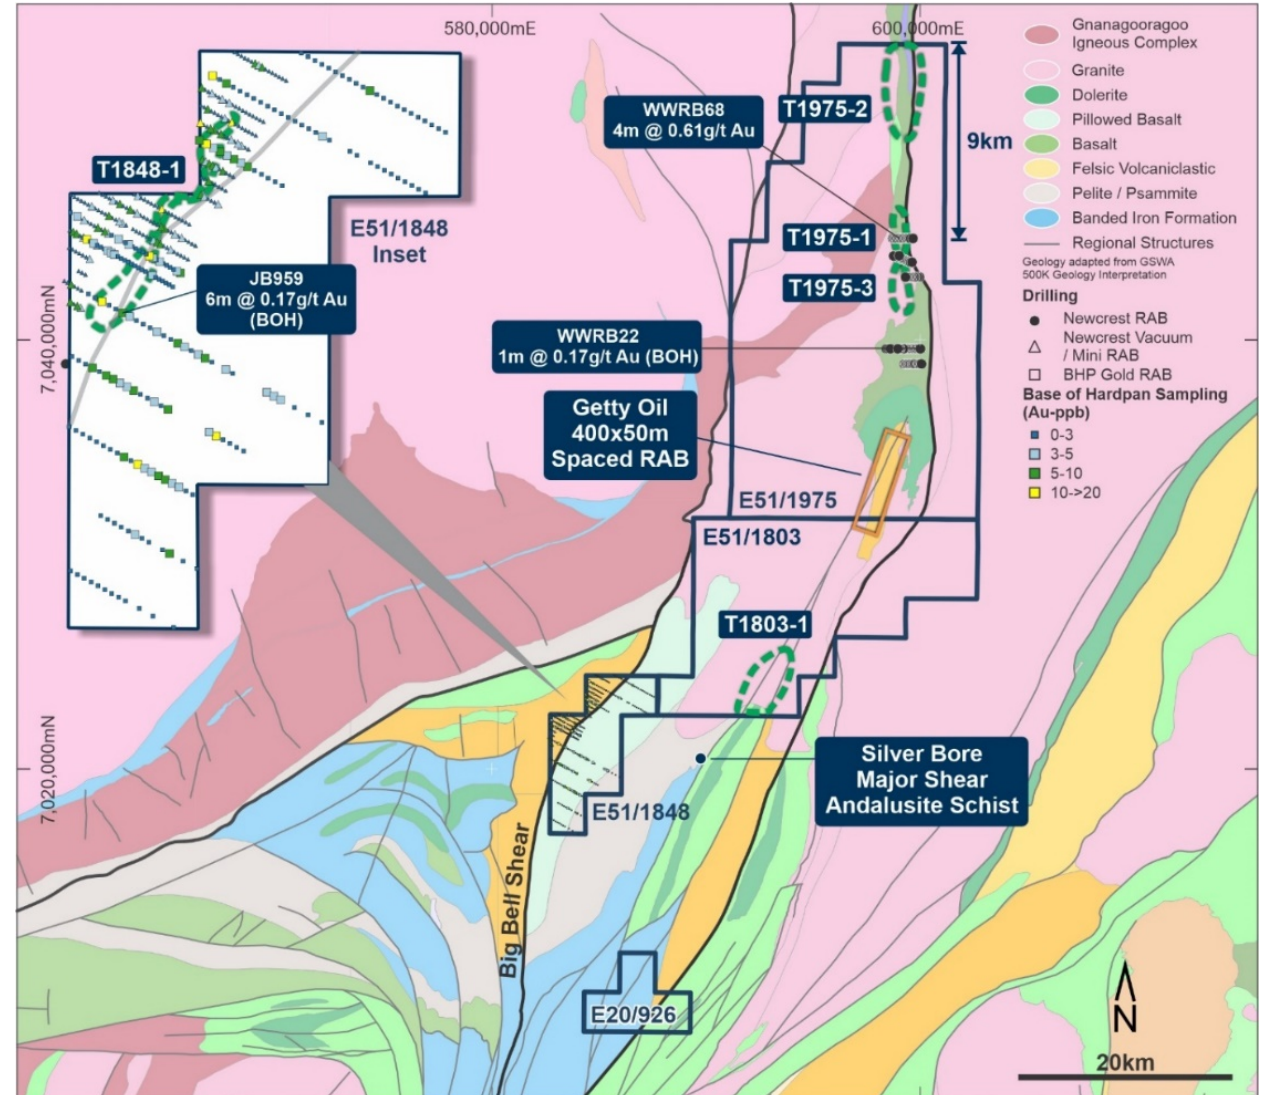 580,000mE
600,000mE
Gnanagooragoo
Igneous Complex
Granite
Dolerite
Pillowed Basalt
Basalt
Felsic Volcaniclastic
Pelite / Psammite
Banded Iron Formation
Regional Structures
Geology adapted from GSWA
500K Geology Interpretation
Drilling
Newcrest RAB
Newcrest Vacuum
/ Mini RAB
BHP Gold RAB
Base of Hardpan Sampling
(Au-ppb)
0-3
3-5
5-10
10->20
WWRB68
4m @ 0.61g/t Au
T1975-2
9km
T1848-1
E51/1848
Inset
T1975-1
T1975-3
JB959
6m @ 0.17g/t Au
(BOH)
7,040,000mN
WWRB22
1m @ 0.17g/t Au (BOH)
Getty Oil
400x50m
Spaced RAB
E51/1975
E51/1803
T1803-1
7,020,000mN
Silver Bore
Major Shear
Andalusite Schist
E51/1848
Big Bell Shear
E20/926
N
20km